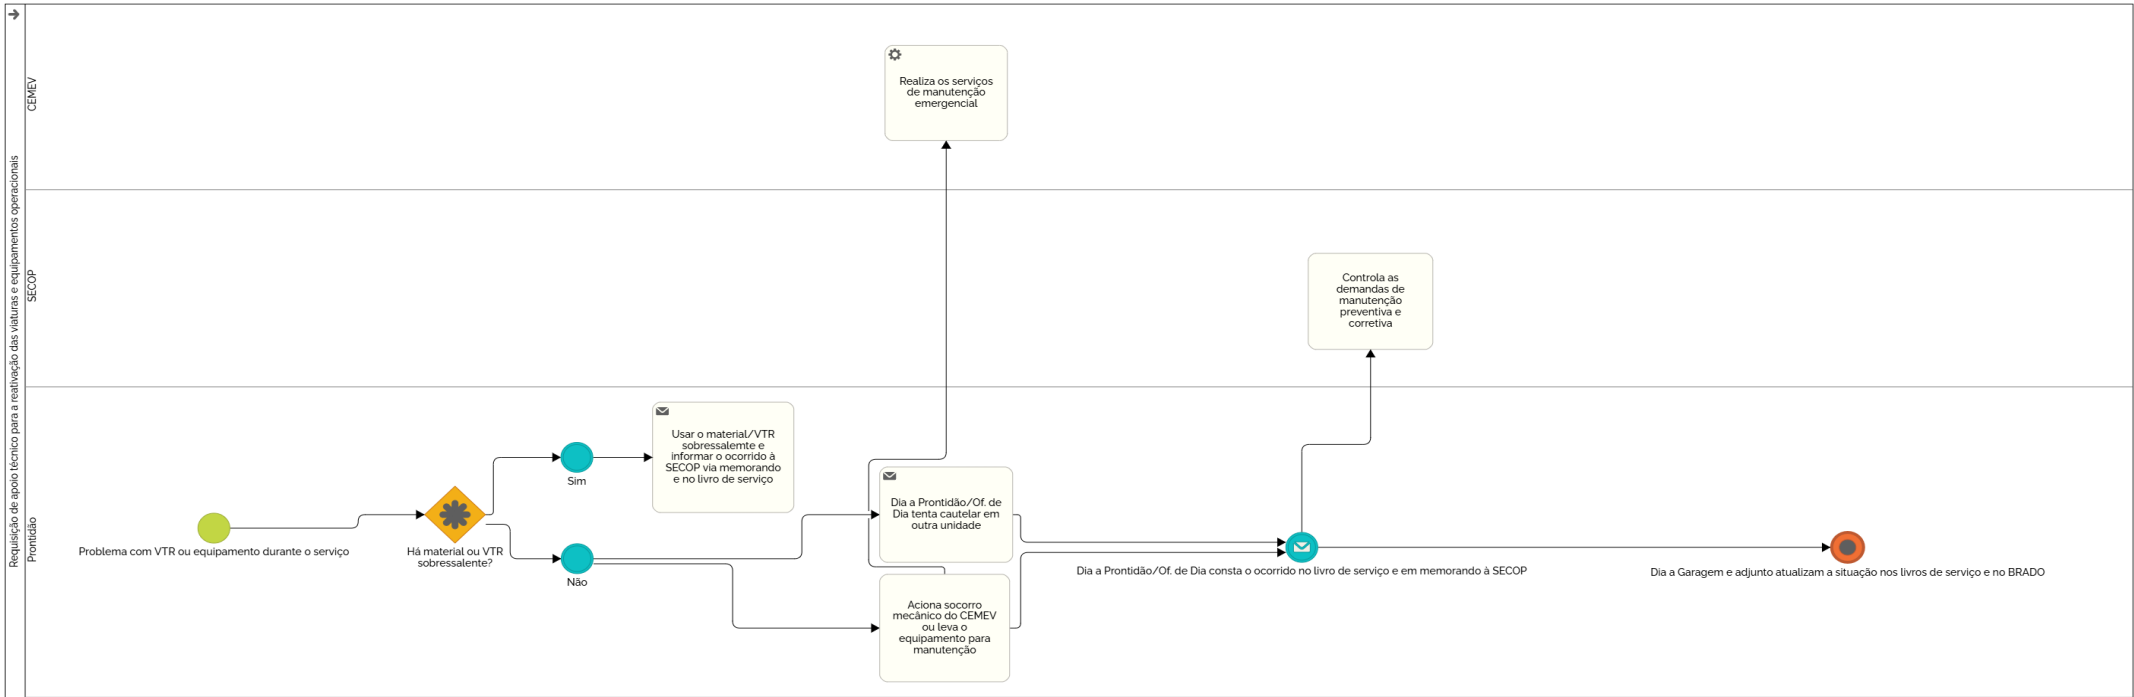 Requisição de apoio técnico para a reativação das viaturas e equipamentos operacionais
CEMEV
Realiza os serviços
de manutenção
emergencial
SECOP
Controla as
demandas de
manutenção
preventiva e
corretiva
Prontidão
Problema com VTR ou equipamento durante o serviço
Há material ou VTR
sobressalente?
Sim
Usar o material/VTR
sobressalemte e
informar o ocorrido à
SECOP via memorando
e no livro de serviço
Não
Dia a Prontidão/Of. de
Dia tenta cautelar em
outra unidade
Aciona socorro
mecânico do CEMEV
ou leva o
equipamento para
manutenção
Dia a Prontidão/Of. de Dia consta o ocorrido no livro de serviço e em memorando à SECOP
Dia a Garagem e adjunto atualizam a situação nos livros de serviço e no BRADO